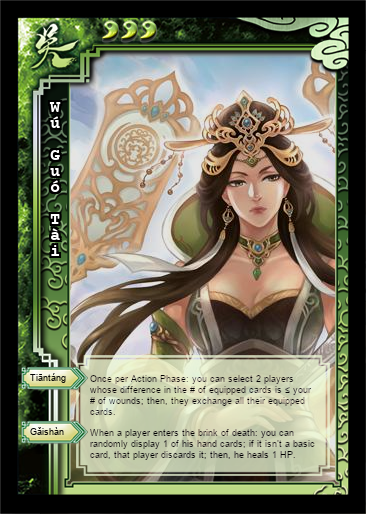 吳
Wú Guó Tài
Tiāntáng
Once per Action Phase: you can select 2 players
whose difference in the # of equipped cards is ≤ your
# of wounds; then, they exchange all their equipped
cards.
Gǎishàn
When a player enters the brink of death: you can
randomly display 1 of his hand cards; if it isn't a basic
card, that player discards it; then, he heals 1 HP.